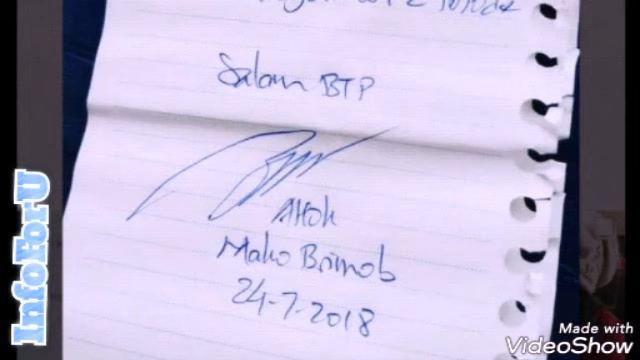 Salam BTP
AHok
Mako Brimob
24-7-2018
InfoForU
Made with
VideoShow